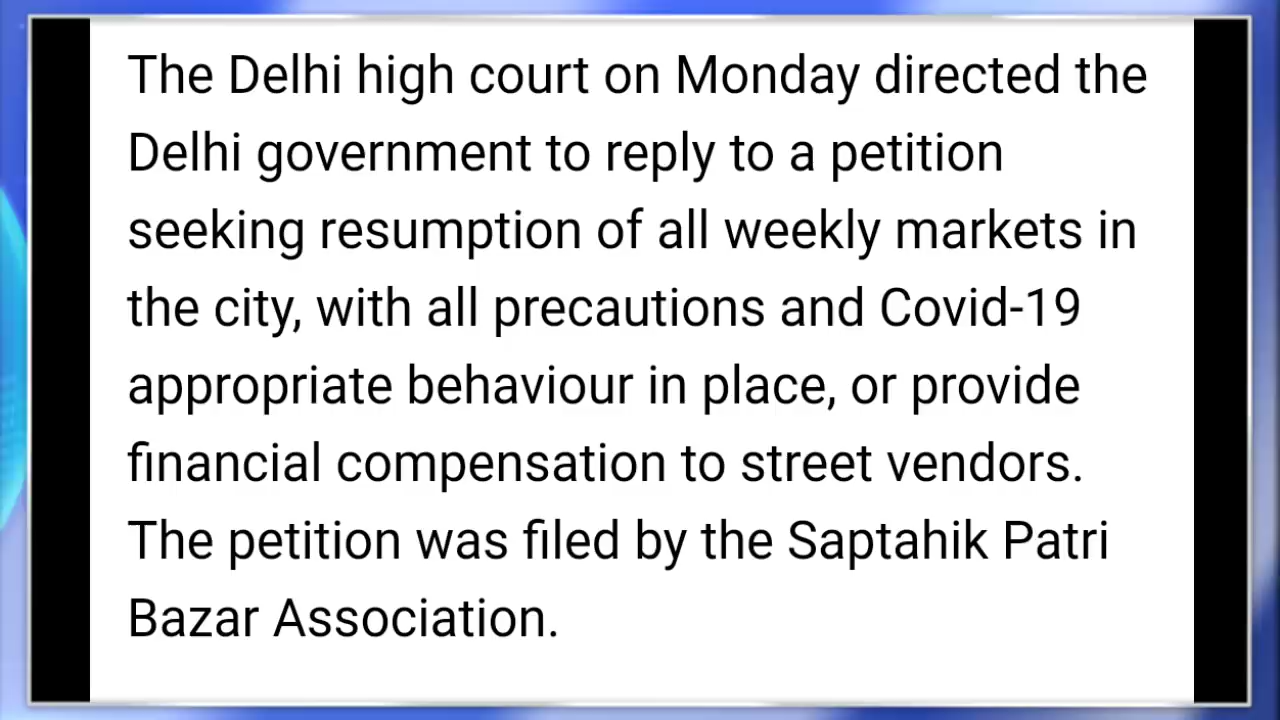 The Delhi high court on Monday directed the
Delhi government to reply to a petition
seeking resumption of all weekly markets in
the city, with all precautions and Covid-19
appropriate behaviour in place, or provide
financial compensation to street vendors.
The petition was filed by the Saptahik Patri
Bazar Association.